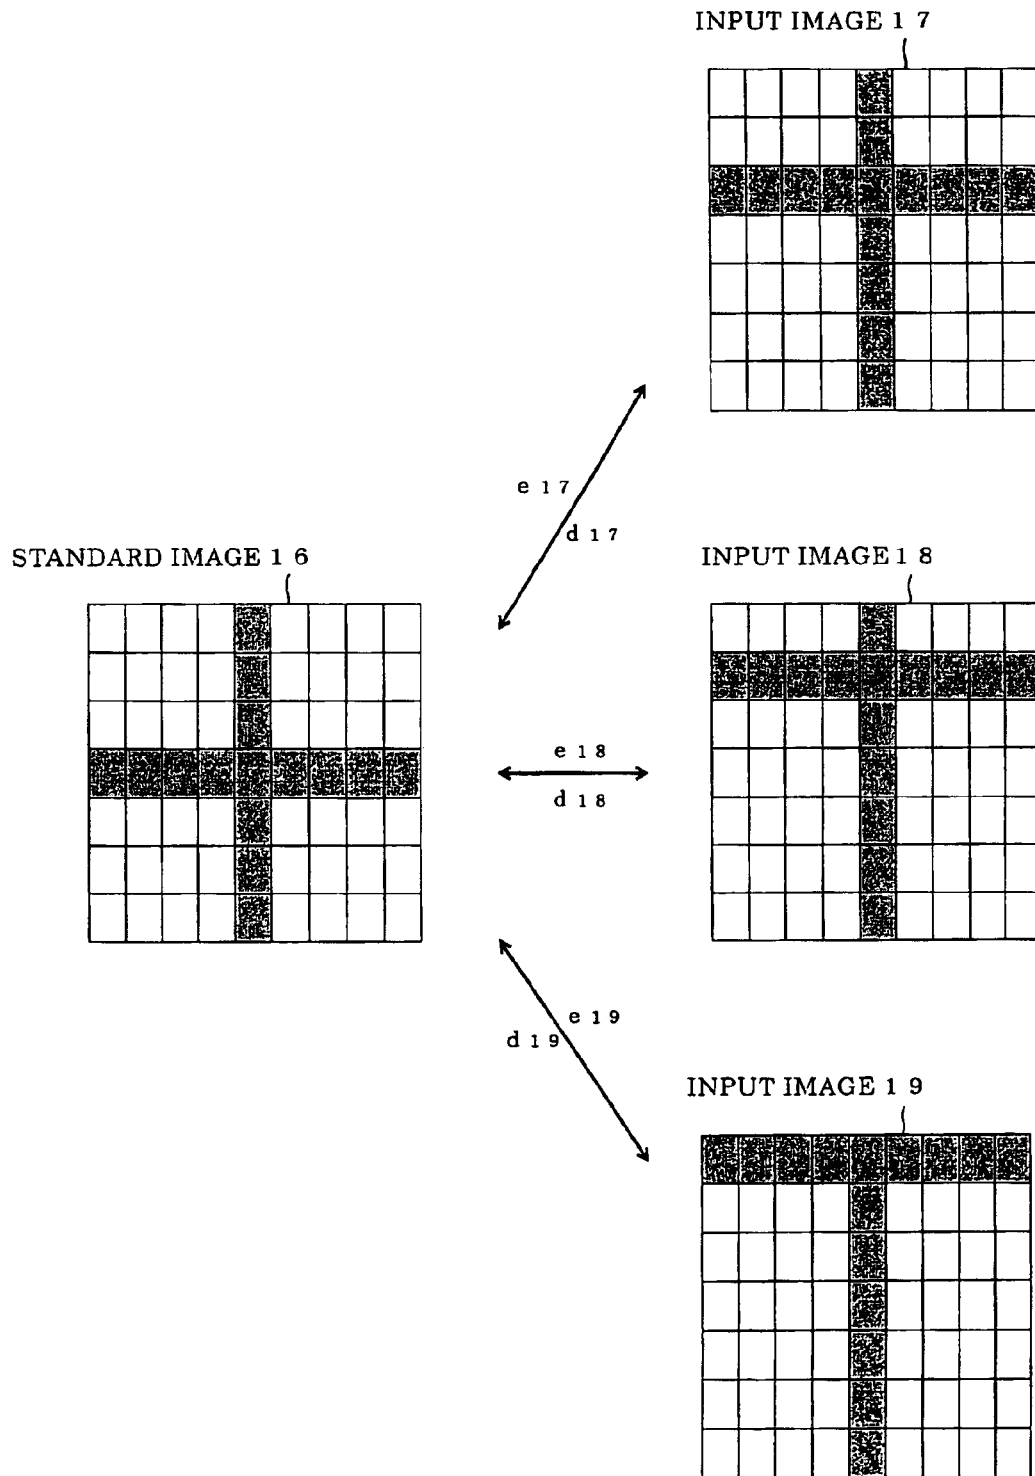 INPUT IMAGE 1 7
e 1 7
d 1 7
STANDARD IMAGE 1 6
INPUT IMAGE 1 8
e 1 8
d 1 8
e 1 9
d 1 9
INPUT IMAGE 1 9